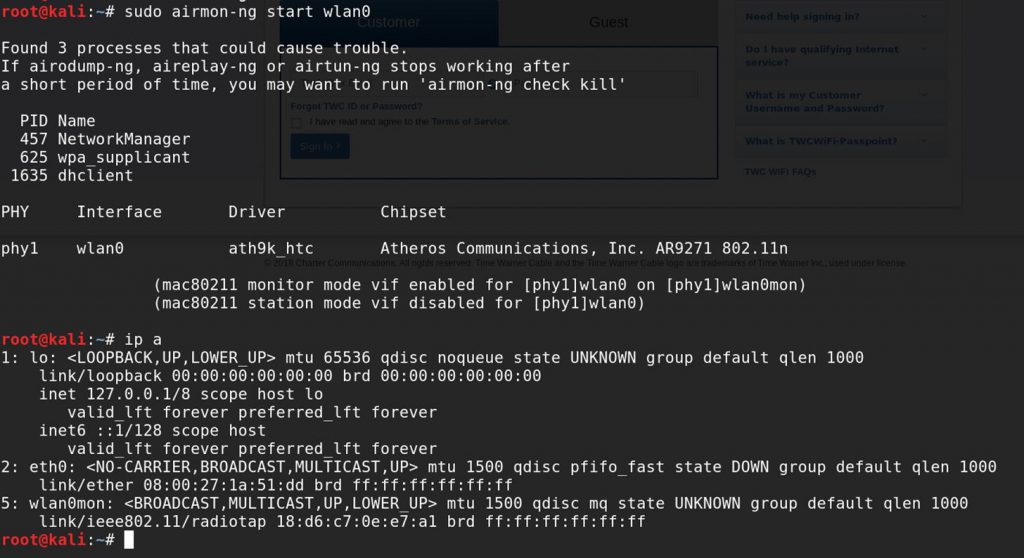 root@kali:~# sudo airmon-ng start wlan0
Customer
Guest
Need help signing in?
Do I have qualifying Internet service?
What is my Customer Username and Password?
What is TWCWiFi-Passpoint?
TWC WiFi FAQs
Found 3 processes that could cause trouble.
If airodump-ng, aireplay-ng or airtun-ng stops working after
a short period of time, you may want to run 'airmon-ng check kill'
Forgot TWC ID or Password?
I have read and agree to the Terms of Service.
Sign In
PID Name
457 NetworkManager
625 wpa_supplicant
1635 dhclient
PHY Interface Driver Chipset
phy1 wlan0 ath9k_htc Atheros Communications, Inc. AR9271 802.11n
© 2018 Charter Communications. All rights reserved. Time Warner Cable and the Time Warner Cable logo are trademarks of Time Warner Inc., used under license.
(mac80211 monitor mode vif enabled for [phy1]wlan0 on [phy1]wlan0mon)
(mac80211 station mode vif disabled for [phy1]wlan0)
root@kali:~# ip a
1: lo: <LOOPBACK,UP,LOWER_UP> mtu 65536 qdisc noqueue state UNKNOWN group default qlen 1000
link/loopback 00:00:00:00:00:00 brd 00:00:00:00:00:00
inet 127.0.0.1/8 scope host lo
valid_lft forever preferred_lft forever
inet6 ::1/128 scope host
valid_lft forever preferred_lft forever
2: eth0: <NO-CARRIER,BROADCAST,MULTICAST,UP> mtu 1500 qdisc pfifo_fast state DOWN group default qlen 1000
link/ether 08:00:27:1a:51:dd brd ff:ff:ff:ff:ff:ff
5: wlan0mon: <BROADCAST,MULTICAST,UP,LOWER_UP> mtu 1500 qdisc mq state UNKNOWN group default qlen 1000
link/ieee802.11/radiotap 18:d6:c7:0e:e7:a1 brd ff:ff:ff:ff:ff:ff
root@kali:~#